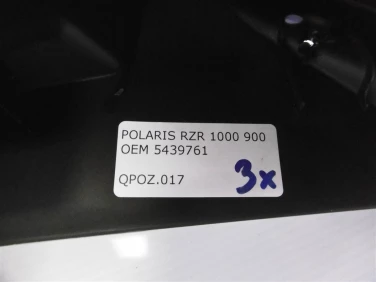 POLARIS RZR 1000 900
OEM 5439761
QPOZ.017 3x